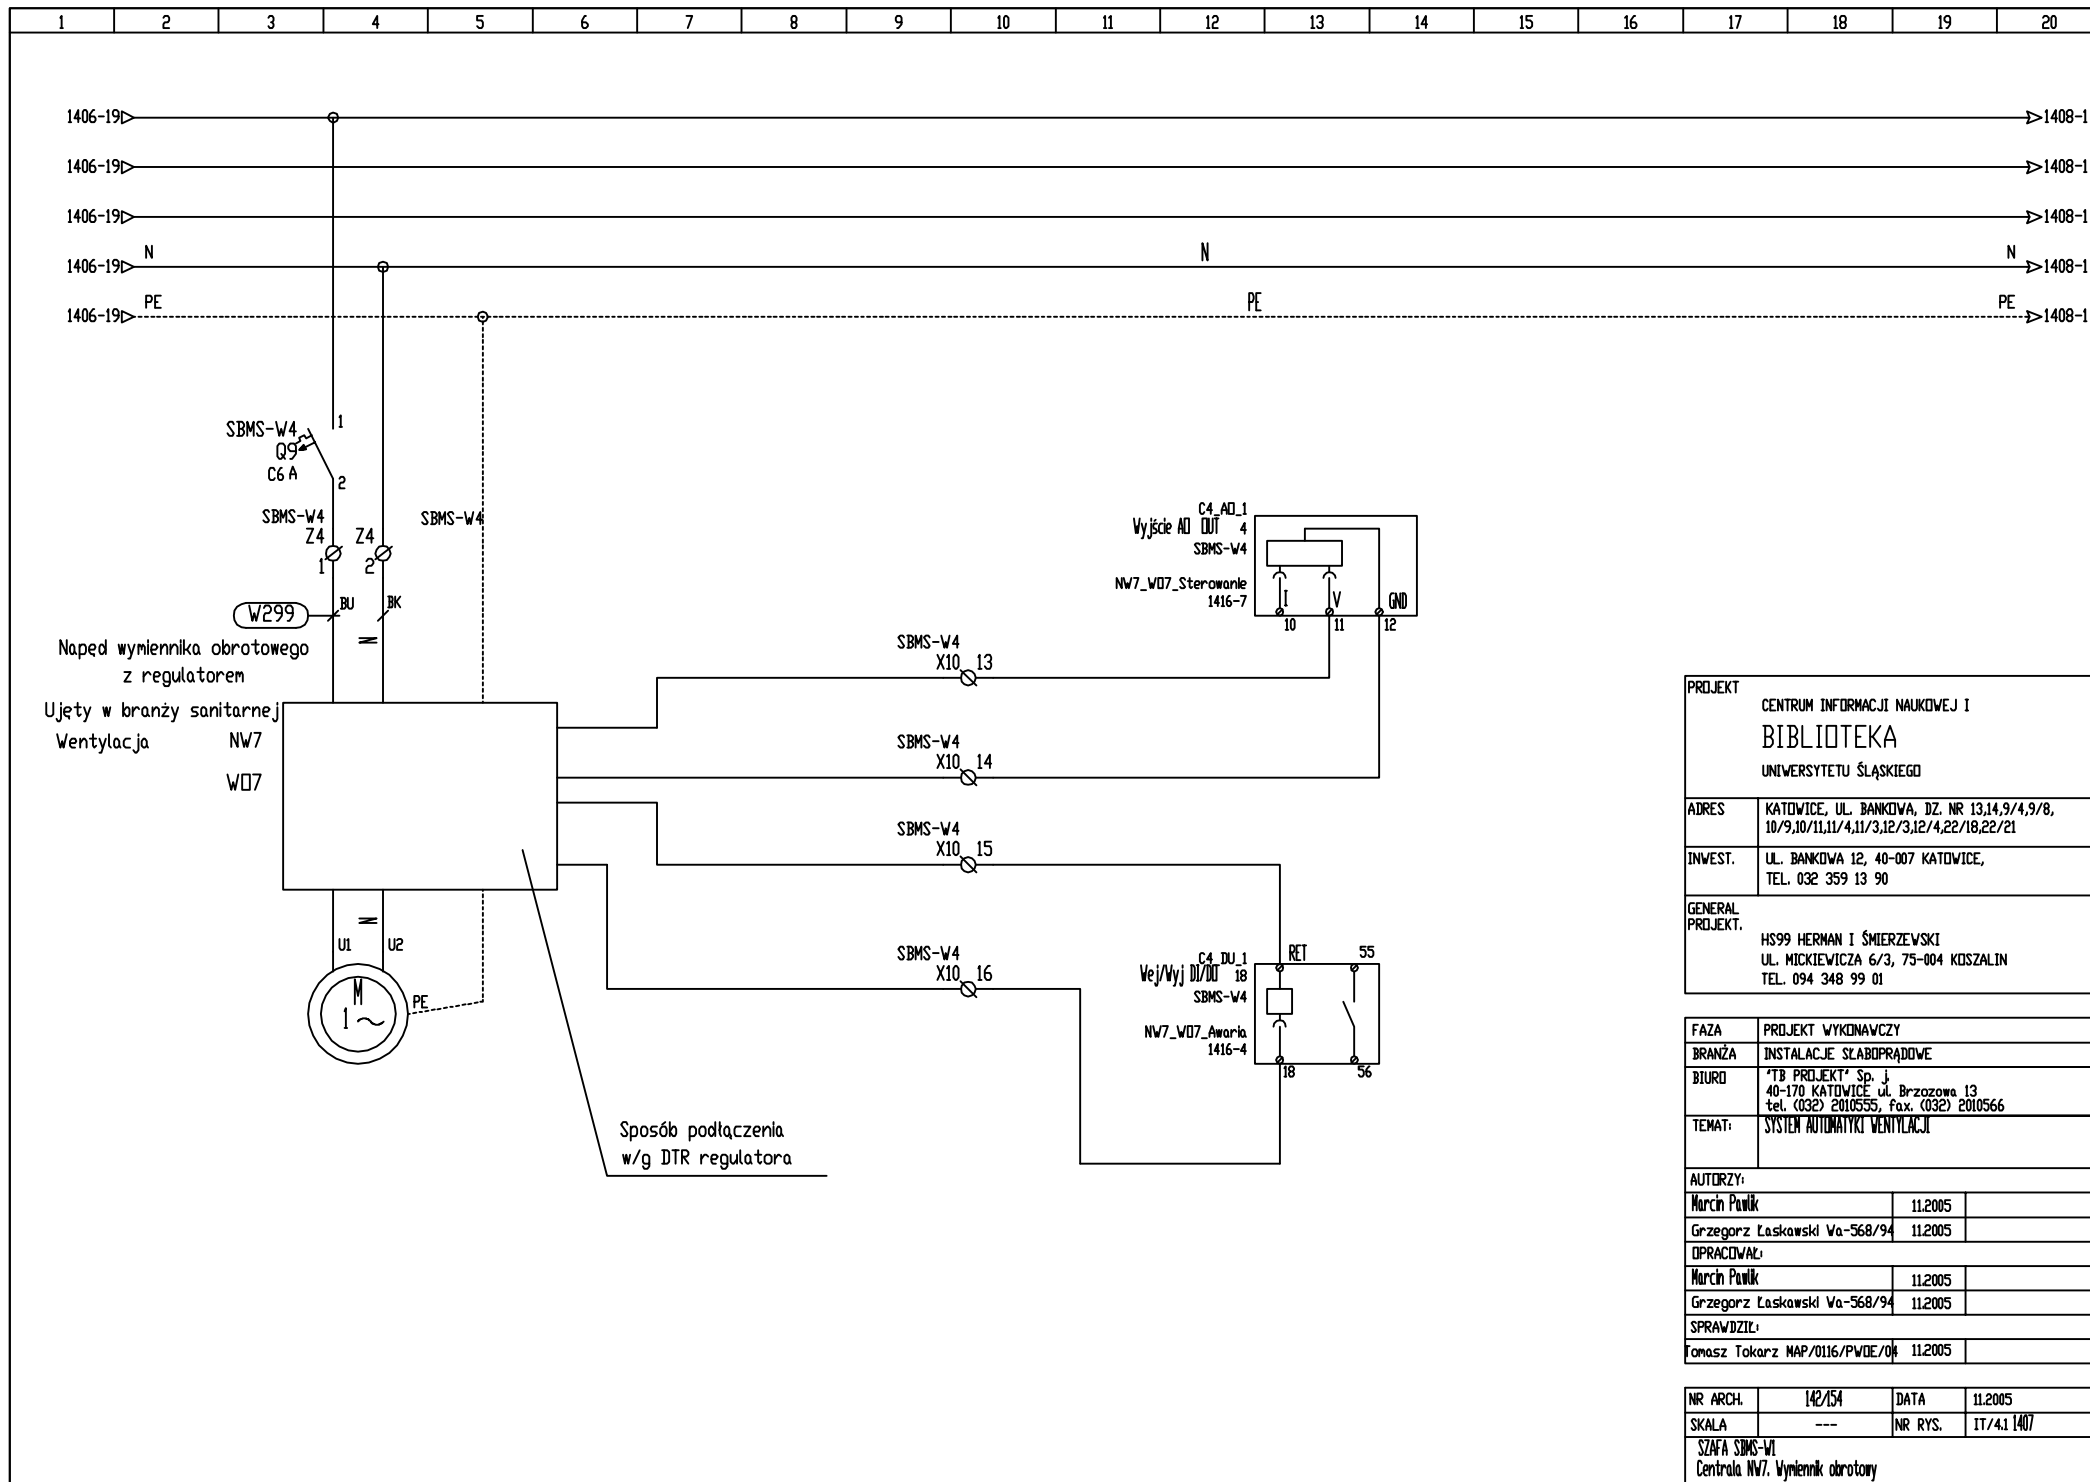 1 2 3 4 5 6 7 8 9 10 11 12 13 14 15 16 17 18 19 20
1406-19 1408-1
1406-19 1408-1
1406-19 1408-1
N N N
1406-19 1408-1
PE PE PE
1406-19 1408-1
1
SBMS-W4
Q9
C6 A
2
SBMS-W4
Z4 Z4
SBMS-W4
1 2
W299
BU BK
N
Napęd wymiennika obrotowego
z regulatorem
Ujęty w branży sanitarnej
Wentylacja NW7
W07
N
U1 U2
M
1~
PE
Sposób podłączenia
w/g DTR regulatora
SBMS-W4
X10 13
SBMS-W4
X10 14
SBMS-W4
X10 15
SBMS-W4
X10 16
C4_AO_1
Wyjście AO OUT 4
SBMS-W4
NW7_W07_Sterowanie
1416-7
I V GND
10 11 12
C4_DU_1
Wej/Wyj DI/DO 18
SBMS-W4
NW7_W07_Awaria
1416-4
RET 55
18 56
PROJEKT
CENTRUM INFORMACJI NAUKOWEJ I
BIBLIOTEKA
UNIWERSYTETU ŚLĄSKIEGO
ADRES KATOWICE, UL. BANKOWA, DZ. NR 13,14,9/4,9/8,
10/9,10/11,11/4,11/3,12/3,12/4,22/18,22/21
INWEST. UL. BANKOWA 12, 40-007 KATOWICE,
TEL. 032 359 13 90
GENERAL
PROJEKT.
HS99 HERMAN I ŚMIERZEWSKI
UL. MICKIEWICZA 6/3, 75-004 KOSZALIN
TEL. 094 348 99 01
FAZA PROJEKT WYKONAWCZY
BRANŻA INSTALACJE SŁABOPRĄDOWE
BIURO "TB PROJEKT" Sp. j.
40-170 KATOWICE ul. Brzozowa 13
tel. (032) 2010555, fax. (032) 2010566
TEMAT: SYSTEM AUTOMATYKI WENTYLACJI
AUTORZY:
Marcin Pawlik 11.2005
Grzegorz Łaskawski Wa-568/94 11.2005
OPRACOWAŁ:
Marcin Pawlik 11.2005
Grzegorz Łaskawski Wa-568/94 11.2005
SPRAWDZIŁ:
Tomasz Tokarz MAP/0116/PWOE/04 11.2005
NR ARCH. 142/154 DATA 11.2005
SKALA --- NR RYS. IT/4.1 1407
SZAFA SBMS-W1
Centrala NW7. Wymiennik obrotowy